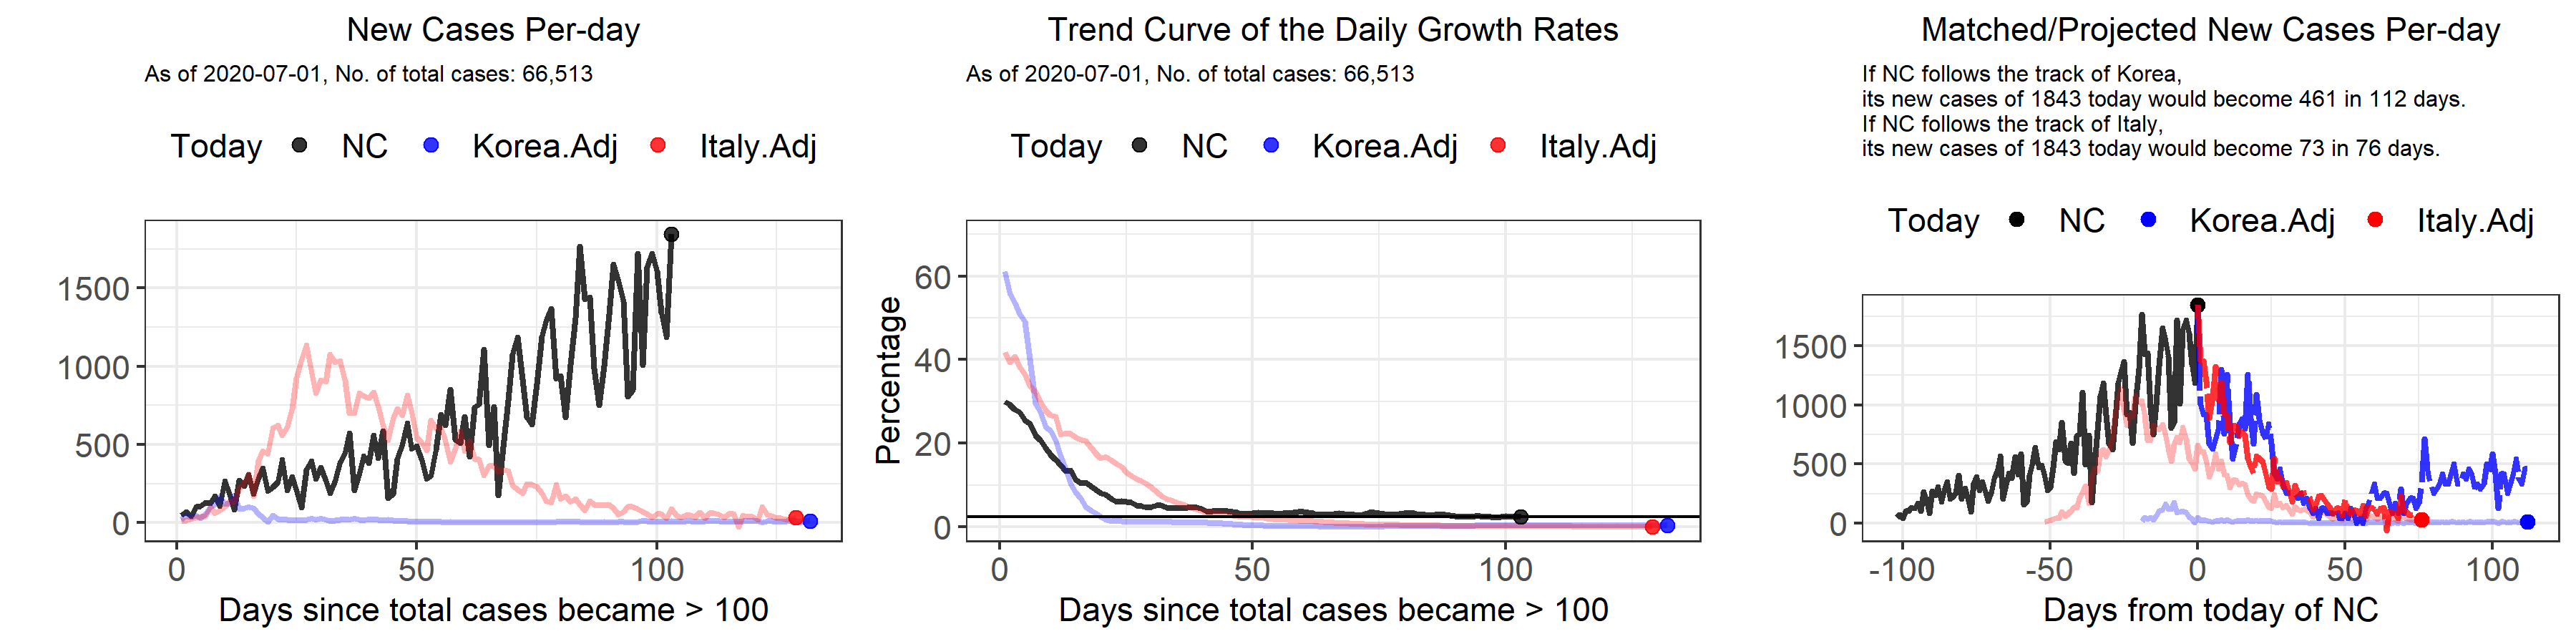 New Cases Per-day
As of 2020-07-01, No. of total cases: 66,513
Today NC Korea.Adj Italy.Adj
1500
1000
500
0
0 50 100
Days since total cases became > 100
Trend Curve of the Daily Growth Rates
As of 2020-07-01, No. of total cases: 66,513
Today NC Korea.Adj Italy.Adj
Percentage
60
40
20
0
0 50 100
Days since total cases became > 100
Matched/Projected New Cases Per-day
If NC follows the track of Korea,
its new cases of 1843 today would become 461 in 112 days.
If NC follows the track of Italy,
its new cases of 1843 today would become 73 in 76 days.
Today NC Korea.Adj Italy.Adj
1500
1000
500
0
-100 -50 0 50 100
Days from today of NC